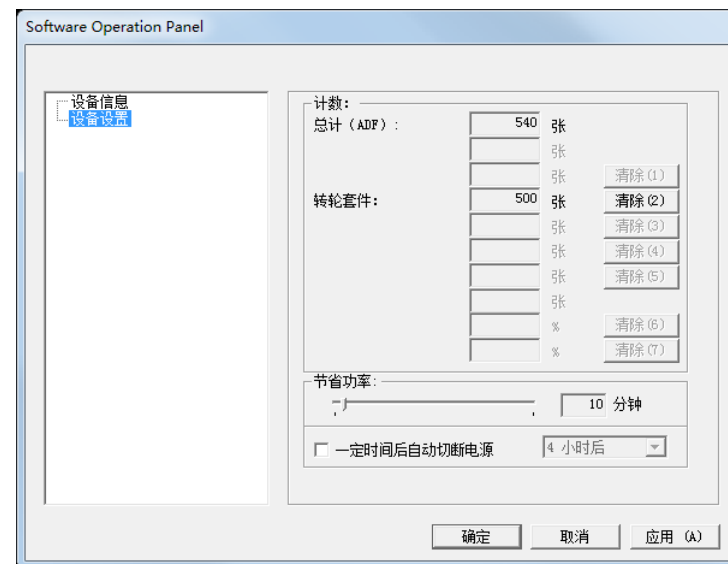 Software Operation Panel
设备信息
设备设置
计数:
总计 (ADF) : 540 张
张
张 清除(1)
转轮套件: 500 张 清除(2)
张 清除(3)
张 清除(4)
张 清除(5)
张
% 清除(6)
% 清除(7)
节省功率:
10 分钟
一定时间后自动切断电源 4 小时后
确定 取消 应用 (A)